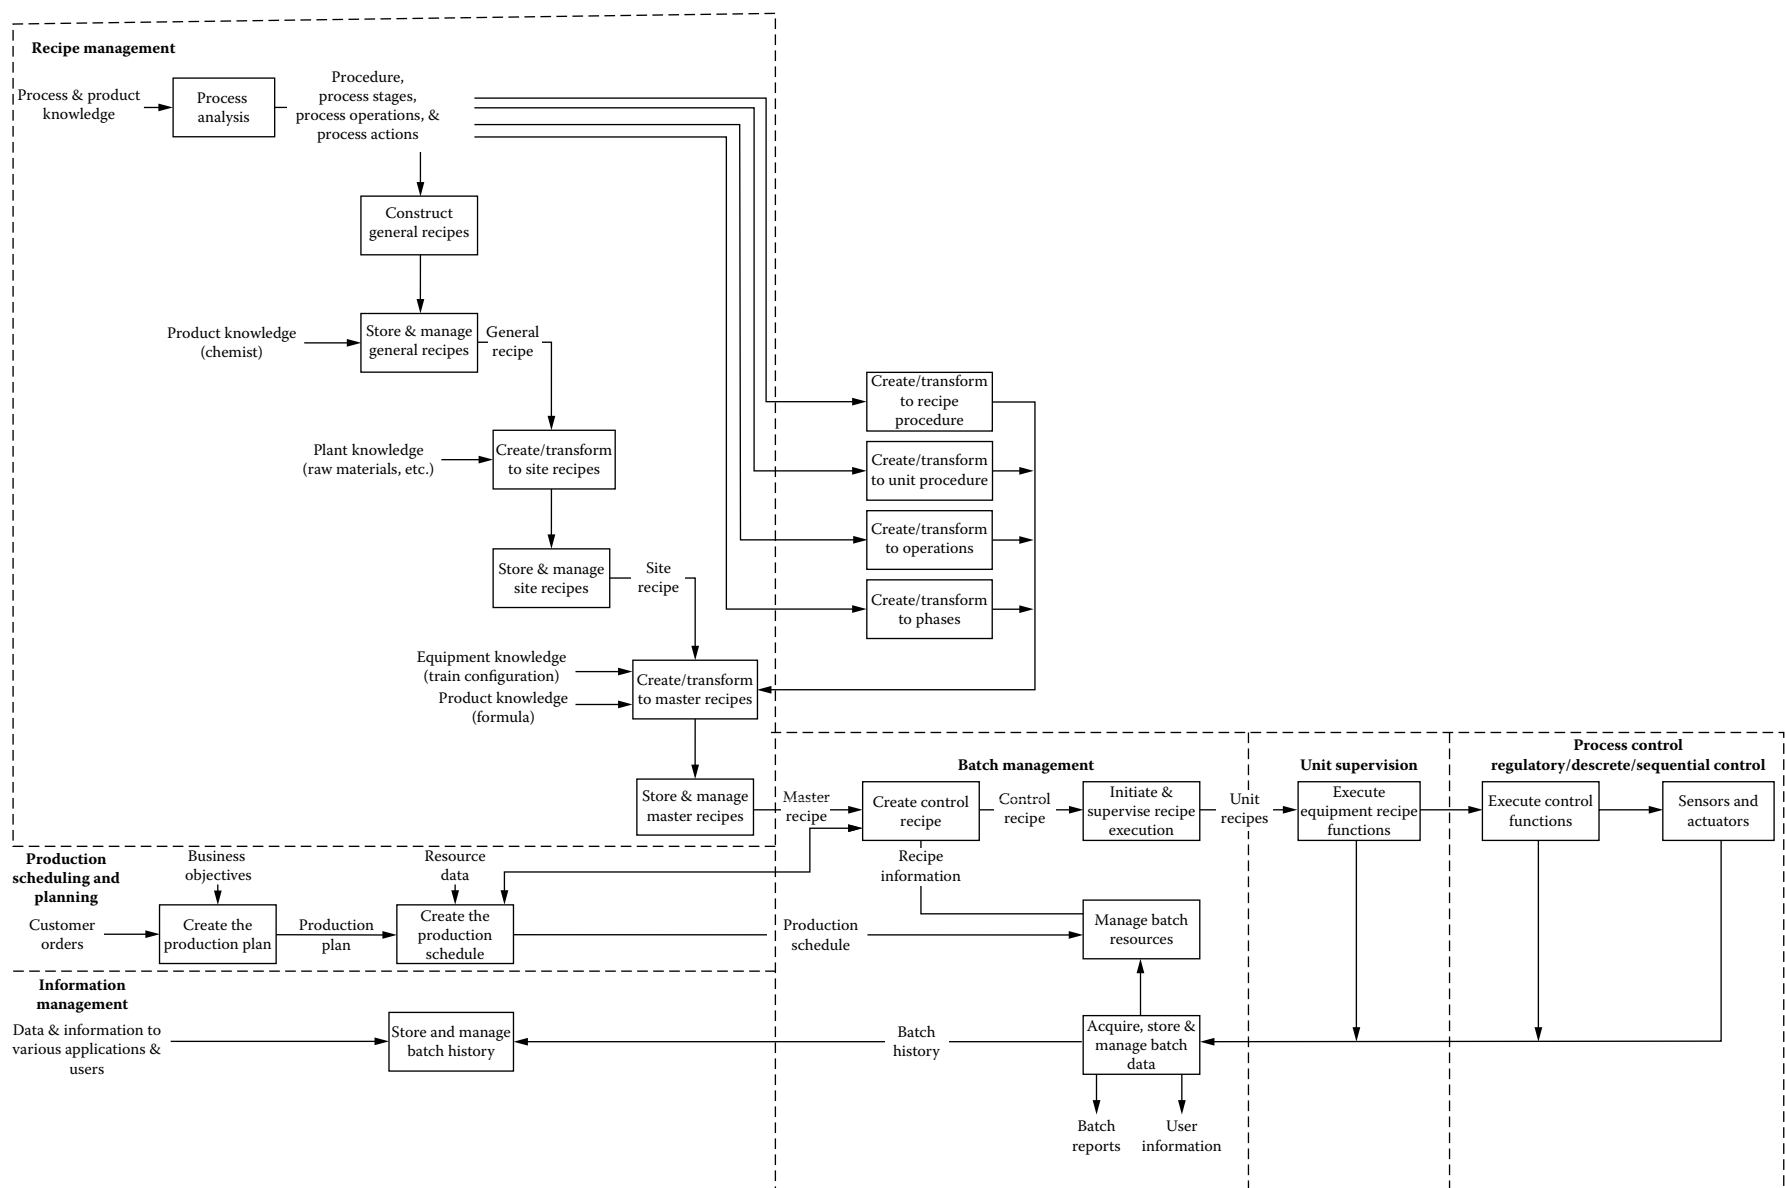 Recipe management
Process & product
knowledge
Process
analysis
Procedure,
process stages,
process operations, &
process actions
Construct
general recipes
Product knowledge
(chemist)
Store & manage
general recipes
General
recipe
Create/transform
to recipe
procedure
Plant knowledge
(raw materials, etc.)
Create/transform
to site recipes
Create/transform
to unit procedure
Create/transform
to operations
Store & manage
site recipes
Site
recipe
Create/transform
to phases
Equipment knowledge
(train configuration)
Product knowledge
(formula)
Create/transform
to master recipes
Batch management
Unit supervision
Process control
regulatory/descrete/sequential control
Store & manage
master recipes
Master
recipe
Create control
recipe
Control
recipe
Initiate &
supervise recipe
execution
Unit
recipes
Execute
equipment recipe
functions
Execute control
functions
Sensors and
actuators
Production
scheduling and
planning
Business
objectives
Resource
data
Recipe
information
Customer
orders
Create the
production plan
Production
plan
Create the
production
schedule
Production
schedule
Manage batch
resources
Information
management
Data & information to
various applications &
users
Store and manage
batch history
Batch
history
Acquire, store &
manage batch
data
Batch
reports
User
information